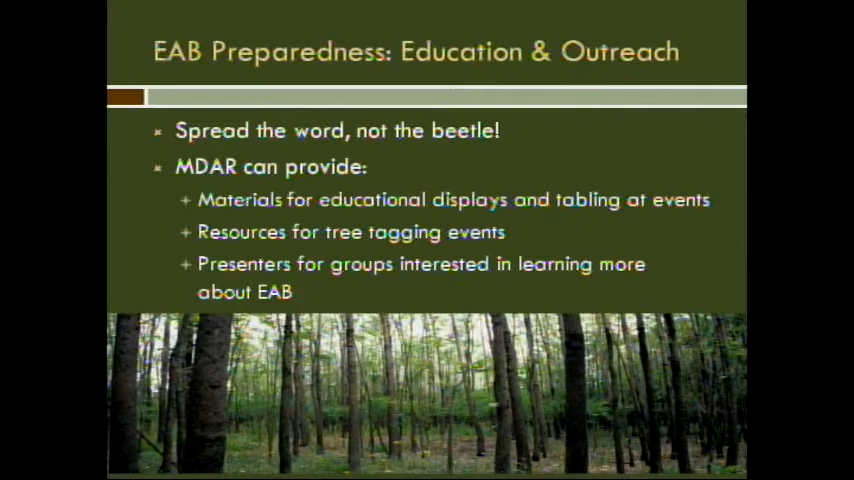 EAB Preparedness: Education & Outreach
Spread the word, not the beetle!
MDAR can provide:
Materials for educational displays and tabling at events
Resources for tree tagging events
Presenters for groups interested in learning more
about EAB